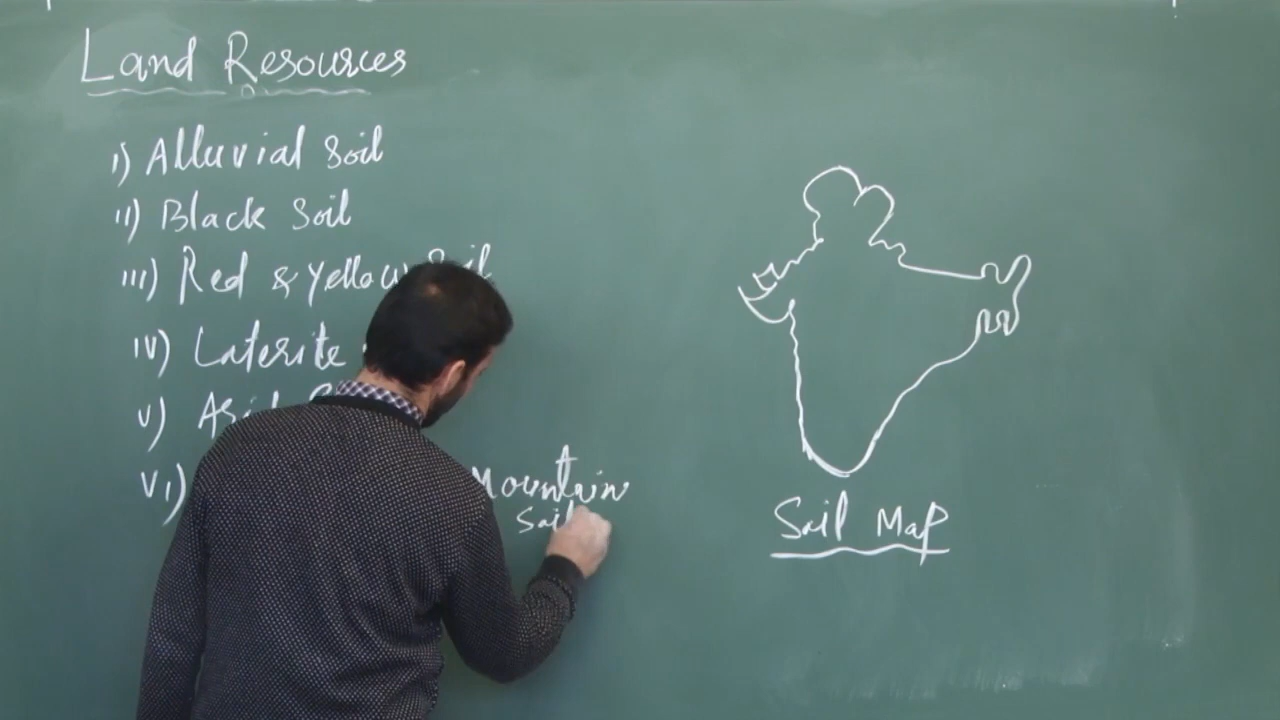 Land Resources
i) Alluvial Soil
ii) Black Soil
iii) Red & Yellow Soil
iv) Laterite
v)
vi) Mountain
Soil
Soil Map